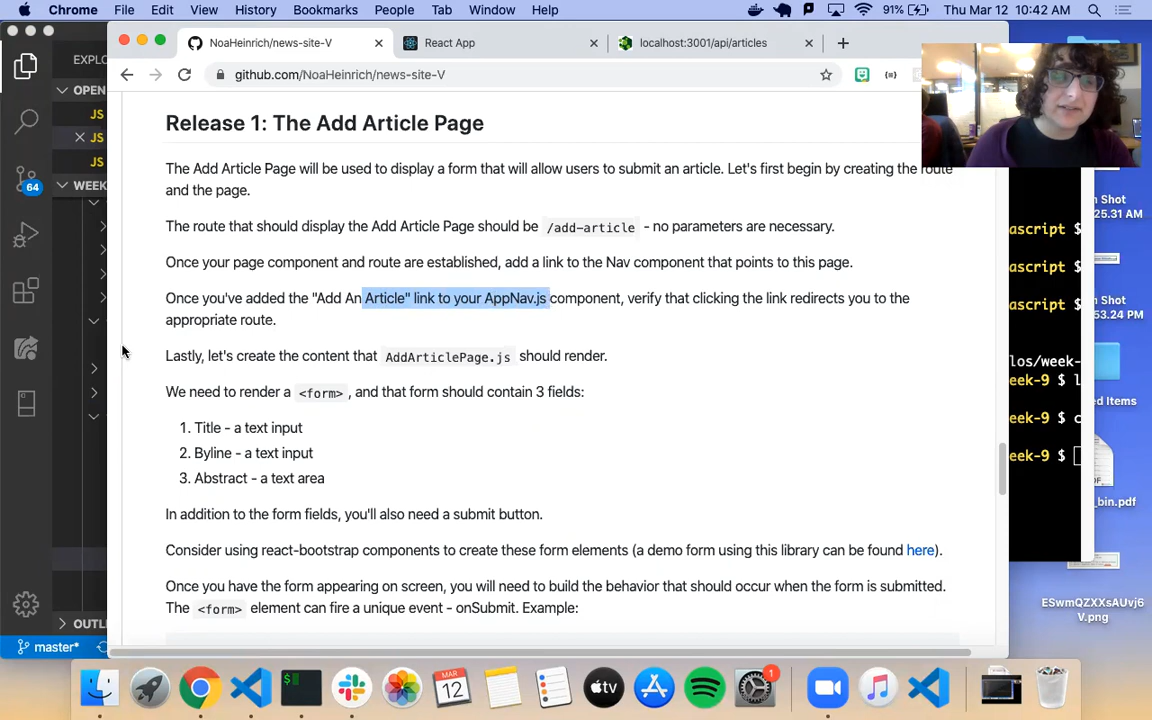 Chrome File Edit View History Bookmarks People Tab Window Help 91% Thu Mar 12 10:42 AM
NoaHeinrich/news-site-V React App localhost:3001/api/articles
github.com/NoaHeinrich/news-site-V
EXPLO
OPEN
JS
JS
JS
WEEK
64
OUTLI
master*
Release 1: The Add Article Page
The Add Article Page will be used to display a form that will allow users to submit an article. Let's first begin by creating the route
and the page.
The route that should display the Add Article Page should be /add-article - no parameters are necessary.
Once your page component and route are established, add a link to the Nav component that points to this page.
Once you've added the "Add An Article" link to your AppNav.js component, verify that clicking the link redirects you to the
appropriate route.
Lastly, let's create the content that AddArticlePage.js should render.
We need to render a <form>, and that form should contain 3 fields:
1. Title - a text input
2. Byline - a text input
3. Abstract - a text area
In addition to the form fields, you'll also need a submit button.
Consider using react-bootstrap components to create these form elements (a demo form using this library can be found here).
Once you have the form appearing on screen, you will need to build the behavior that should occur when the form is submitted.
The <form> element can fire a unique event - onSubmit. Example:
n Shot
25.31 AM
ascript $
ascript $
n Shot
ascript $
53.24 PM
los/week-
eek-9 $ l
d Items
eek-9 $ c
eek-9 $
_bin.pdf
ESwmQZXXsAUvj6
V.png
MAR
12
tv
1